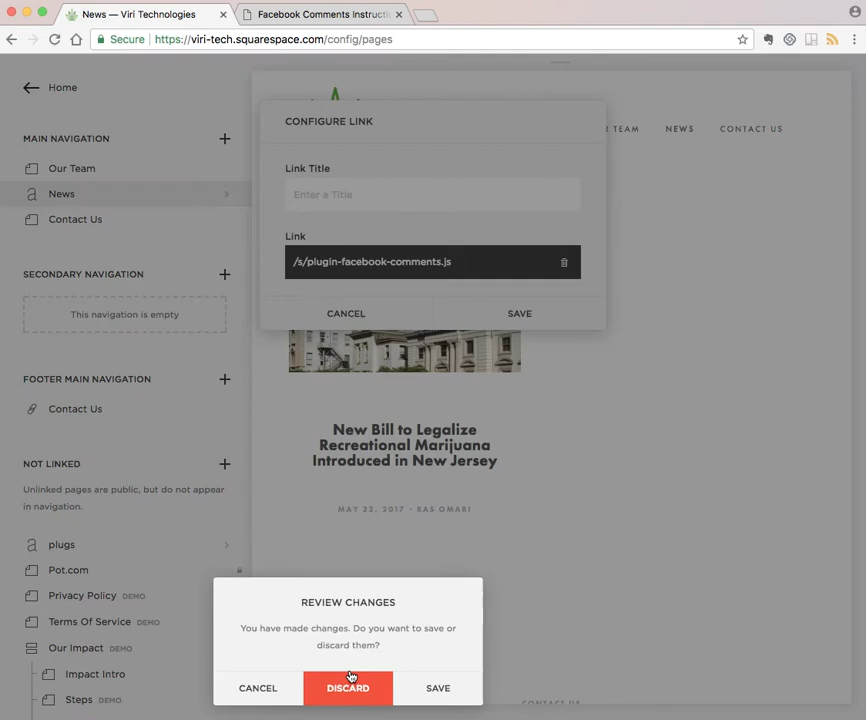 News — Viri Technologies
Facebook Comments Instructi
Secure
https://viri-tech.squarespace.com/config/pages
Home
MAIN NAVIGATION
Our Team
News
Contact Us
SECONDARY NAVIGATION
This navigation is empty
FOOTER MAIN NAVIGATION
Contact Us
NOT LINKED
Unlinked pages are public, but do not appear
in navigation.
plugs
Pot.com
Privacy Policy DEMO
Terms Of Service DEMO
Our Impact DEMO
Impact Intro
Steps DEMO
TEAM NEWS CONTACT US
CONFIGURE LINK
Link Title
Enter a Title
Link
/s/plugin-facebook-comments.js
CANCEL SAVE
New Bill to Legalize
Recreational Marijuana
Introduced in New Jersey
MAY 22, 2017 · RAS OMARI
REVIEW CHANGES
You have made changes. Do you want to save or
discard them?
CANCEL DISCARD SAVE
CONTACT US